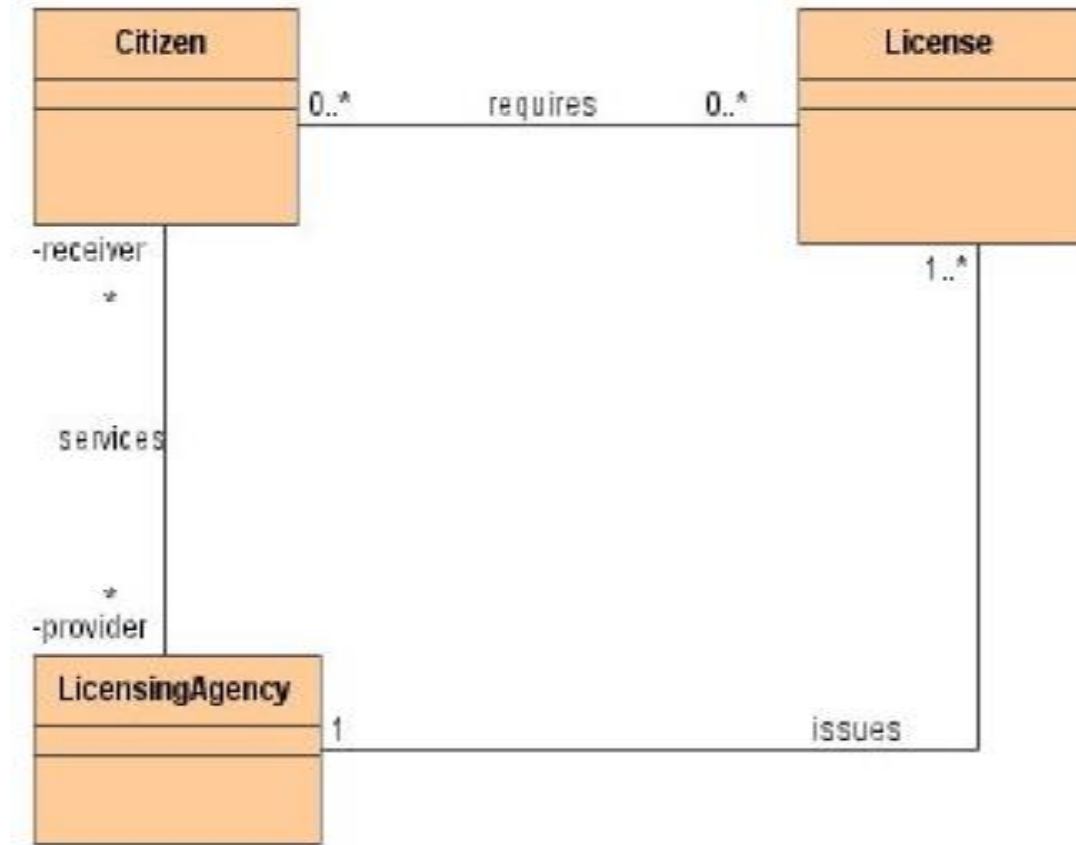 Citizen
License
0..*
requires
0..*
-receiver
*
1..*
services
*
-provider
LicensingAgency
1
issues